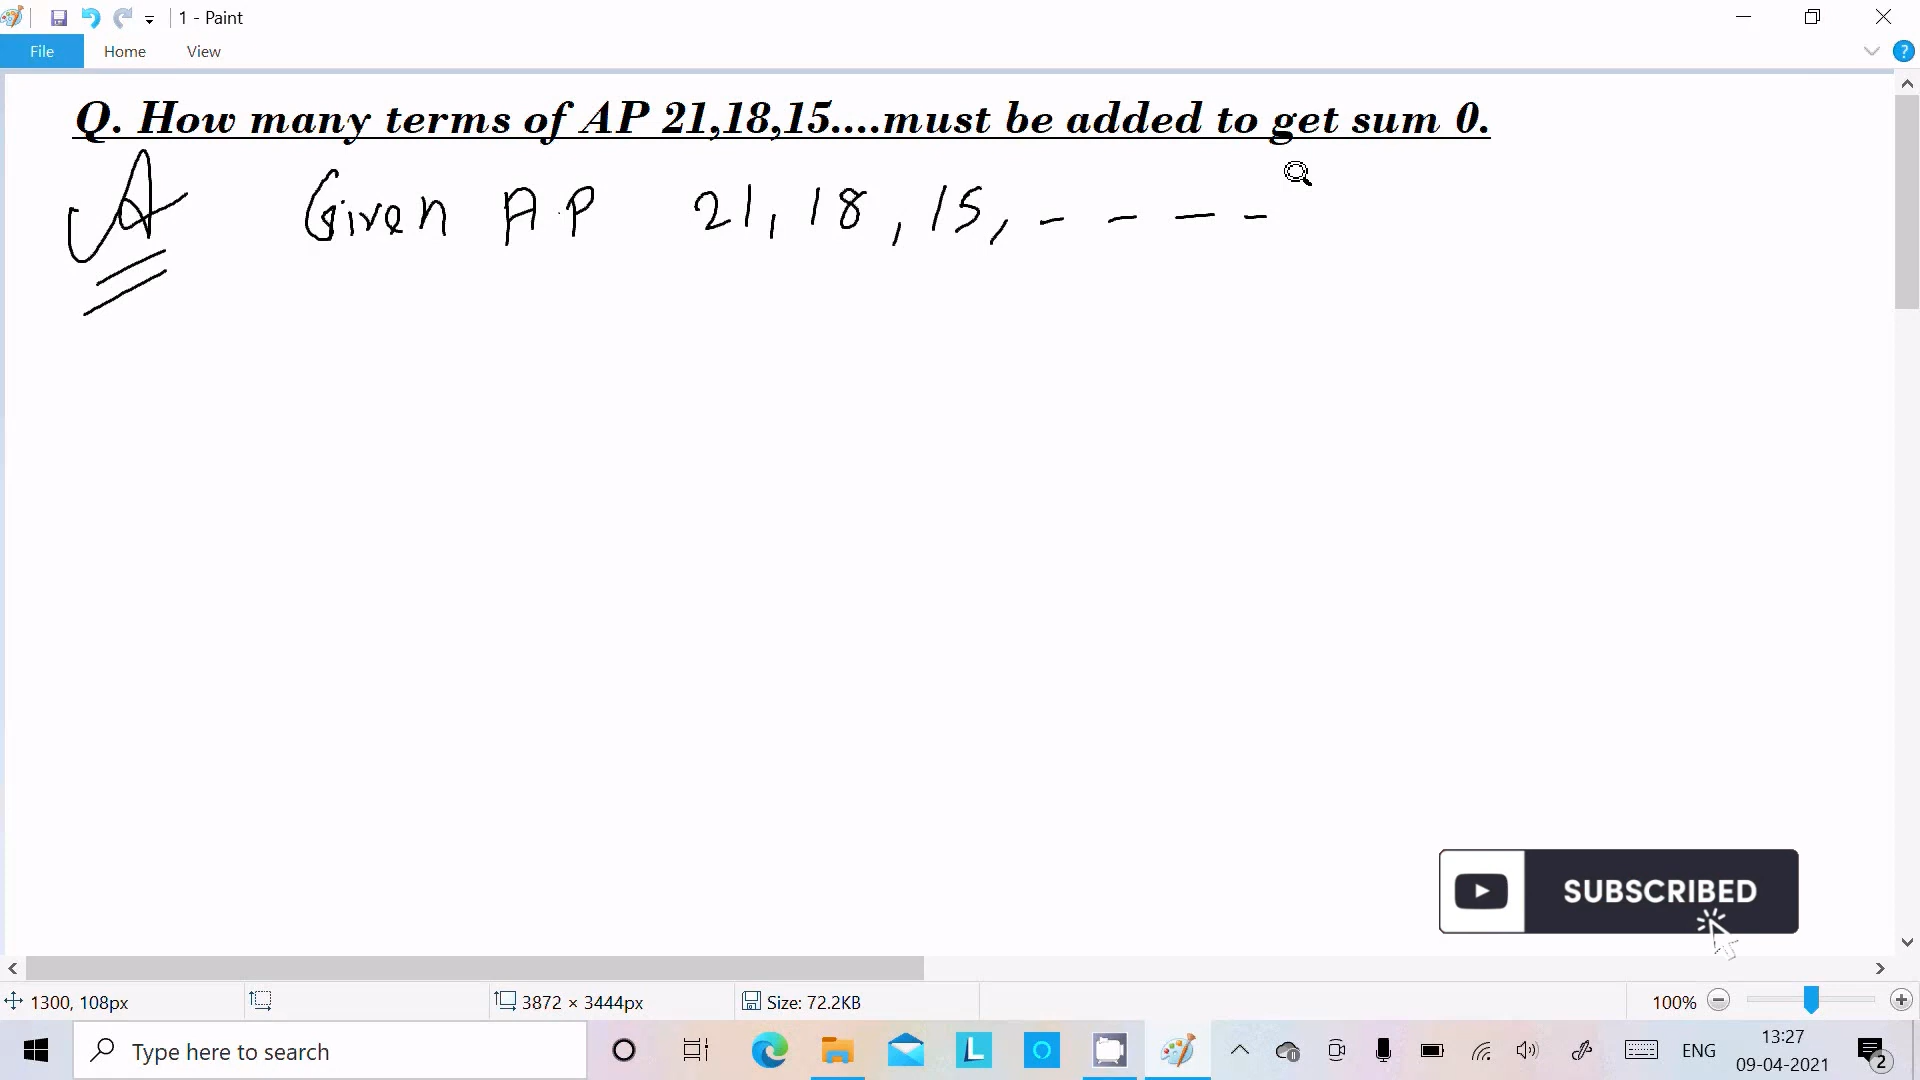 1 - Paint
File Home View
Q. How many terms of AP 21,18,15....must be added to get sum 0.
A Given AP 21, 18, 15, - - - -
SUBSCRIBED
1300, 108px 3872 × 3444px Size: 72.2KB 100%
Type here to search
L
ENG
13:27
09-04-2021
2